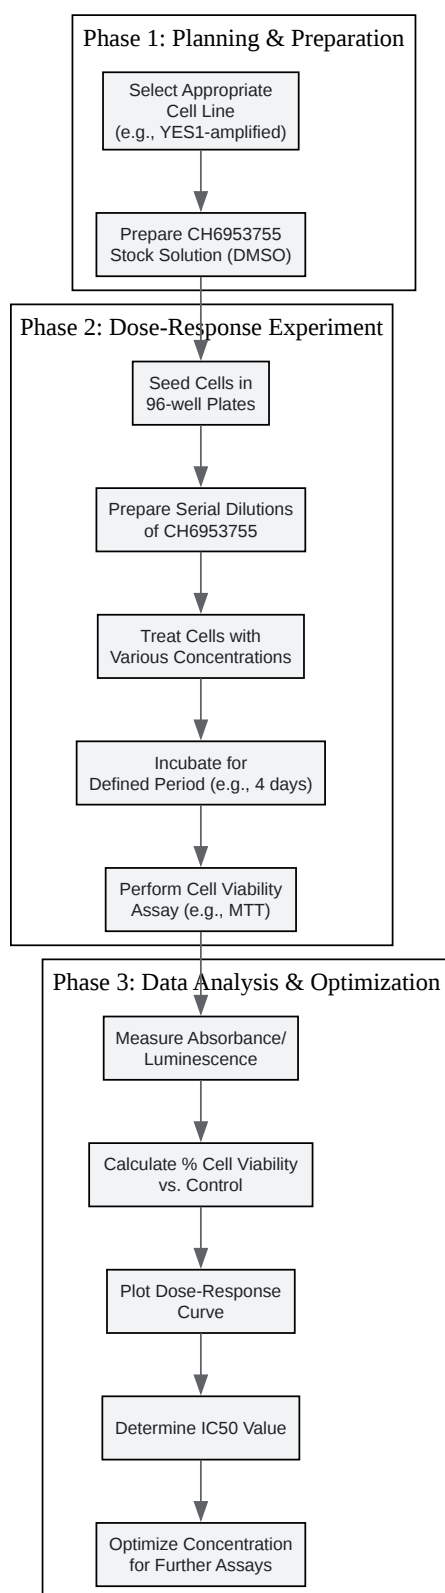 Phase 1: Planning & Preparation
Select Appropriate
Cell Line
(e.g., YES1-amplified)
Prepare CH6953755
Stock Solution (DMSO)
Phase 2: Dose-Response Experiment
Seed Cells in
96-well Plates
Prepare Serial Dilutions
of CH6953755
Treat Cells with
Various Concentrations
Incubate for
Defined Period (e.g., 4 days)
Perform Cell Viability
Assay (e.g., MTT)
Phase 3: Data Analysis & Optimization
Measure Absorbance/
Luminescence
Calculate % Cell Viability
vs. Control
Plot Dose-Response
Curve
Determine IC50 Value
Optimize Concentration
for Further Assays